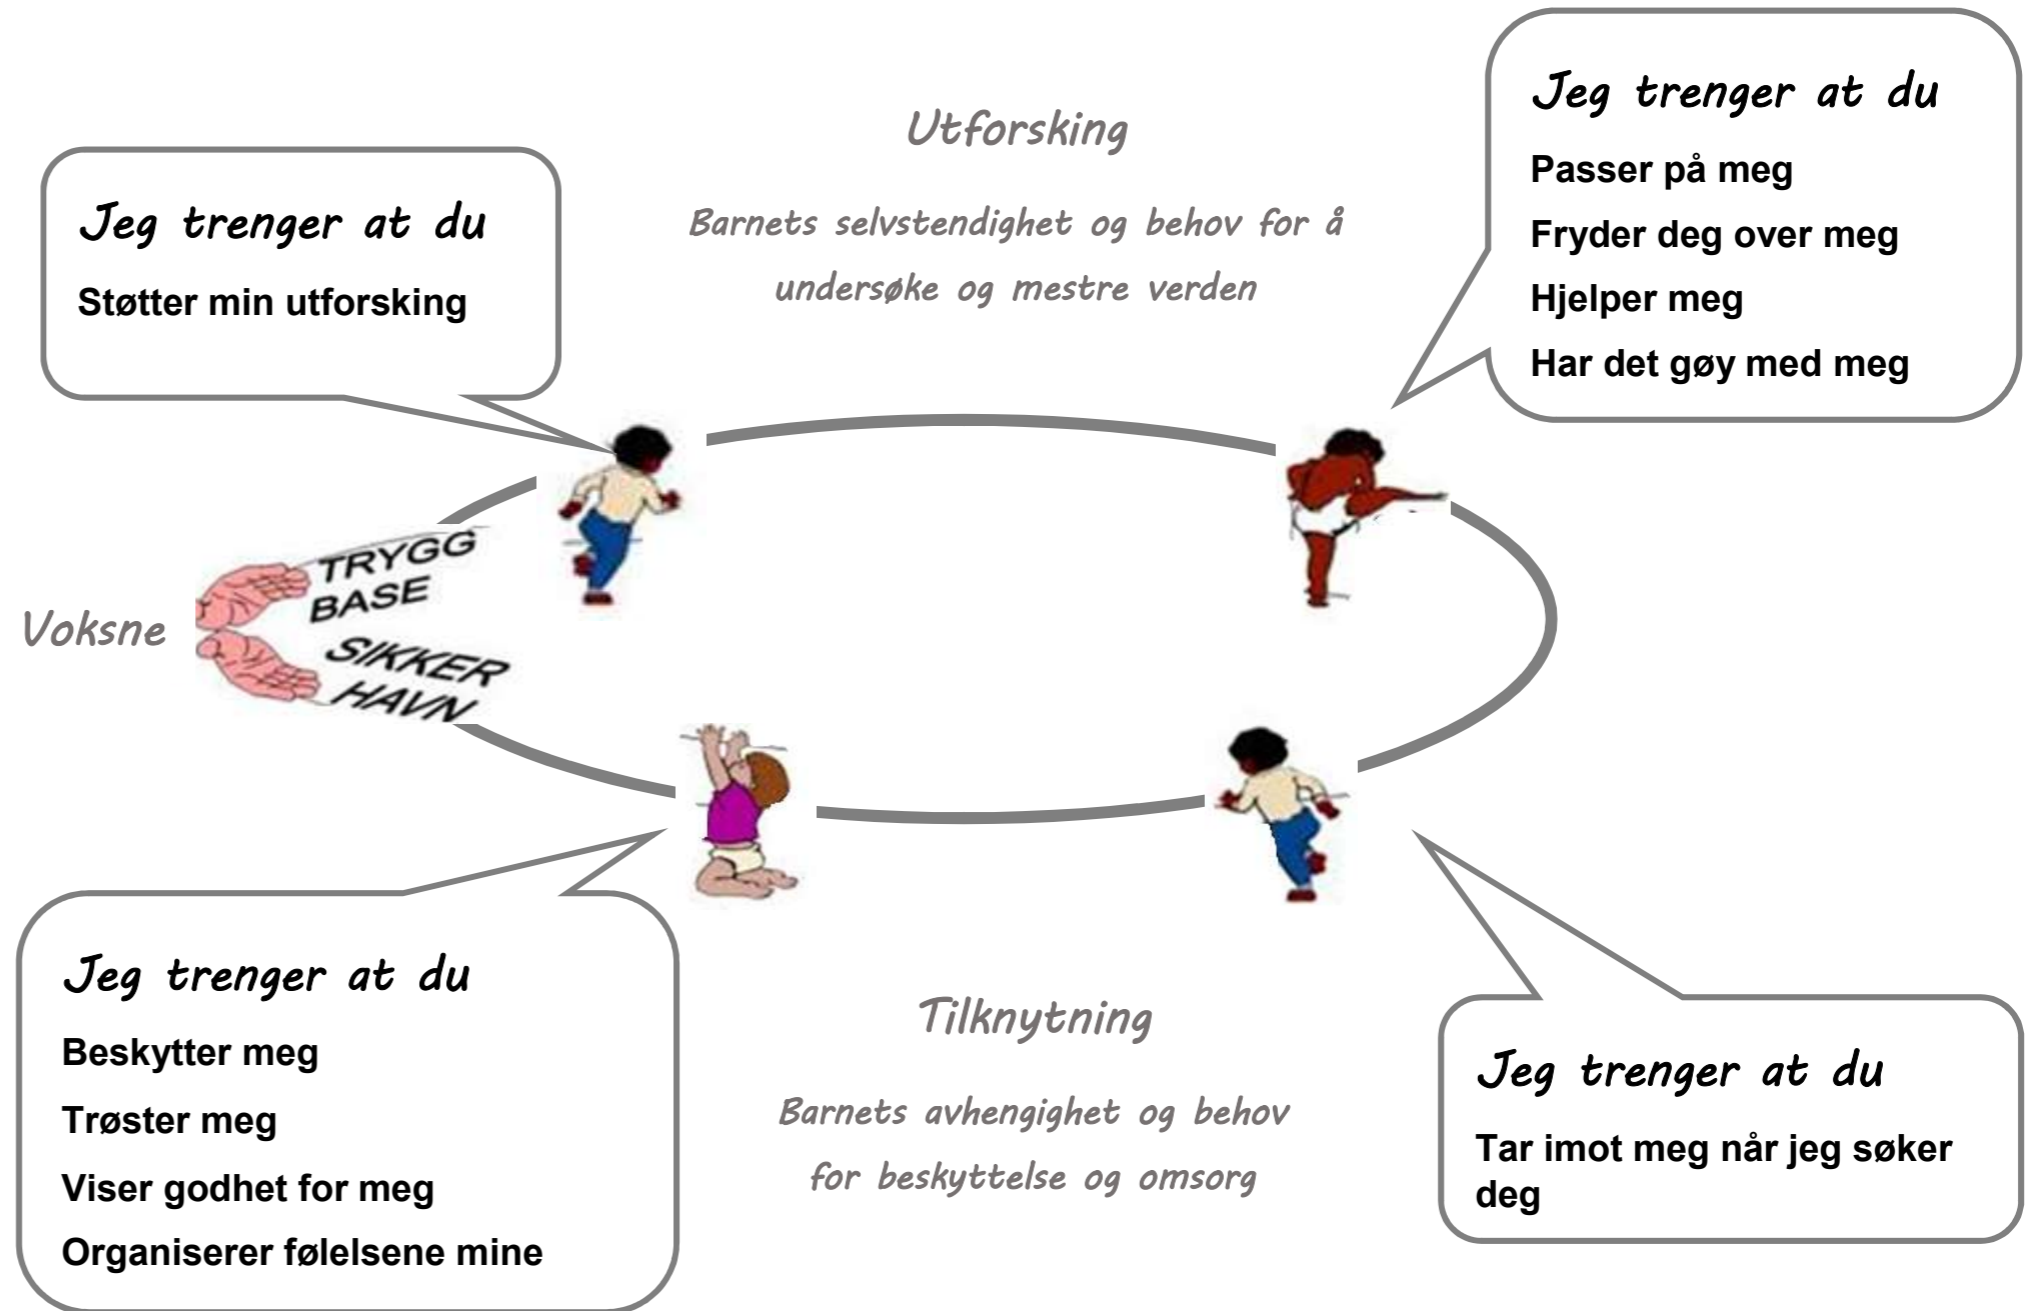 Utforsking
Barnets selvstendighet og behov for å
undersøke og mestre verden
Jeg trenger at du
Støtter min utforsking
Jeg trenger at du
Passer på meg
Fryder deg over meg
Hjelper meg
Har det gøy med meg
Voksne
TRYGG
BASE
SIKKER
HAVN
Jeg trenger at du
Beskytter meg
Trøster meg
Viser godhet for meg
Organiserer følelsene mine
Tilknytning
Barnets avhengighet og behov
for beskyttelse og omsorg
Jeg trenger at du
Tar imot meg når jeg søker
deg